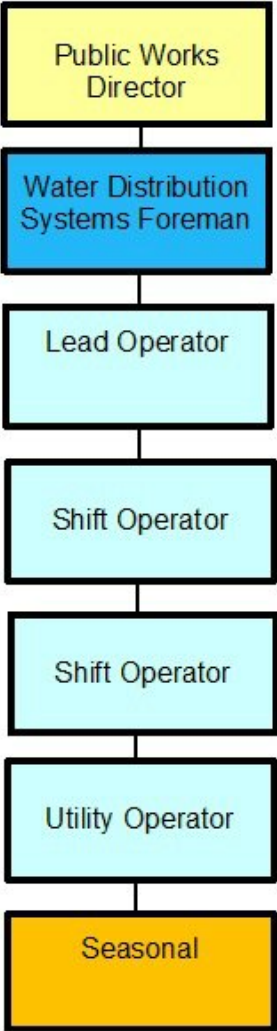 Public Works
Director
Water Distribution
Systems Foreman
Lead Operator
Shift Operator
Shift Operator
Utility Operator
Seasonal